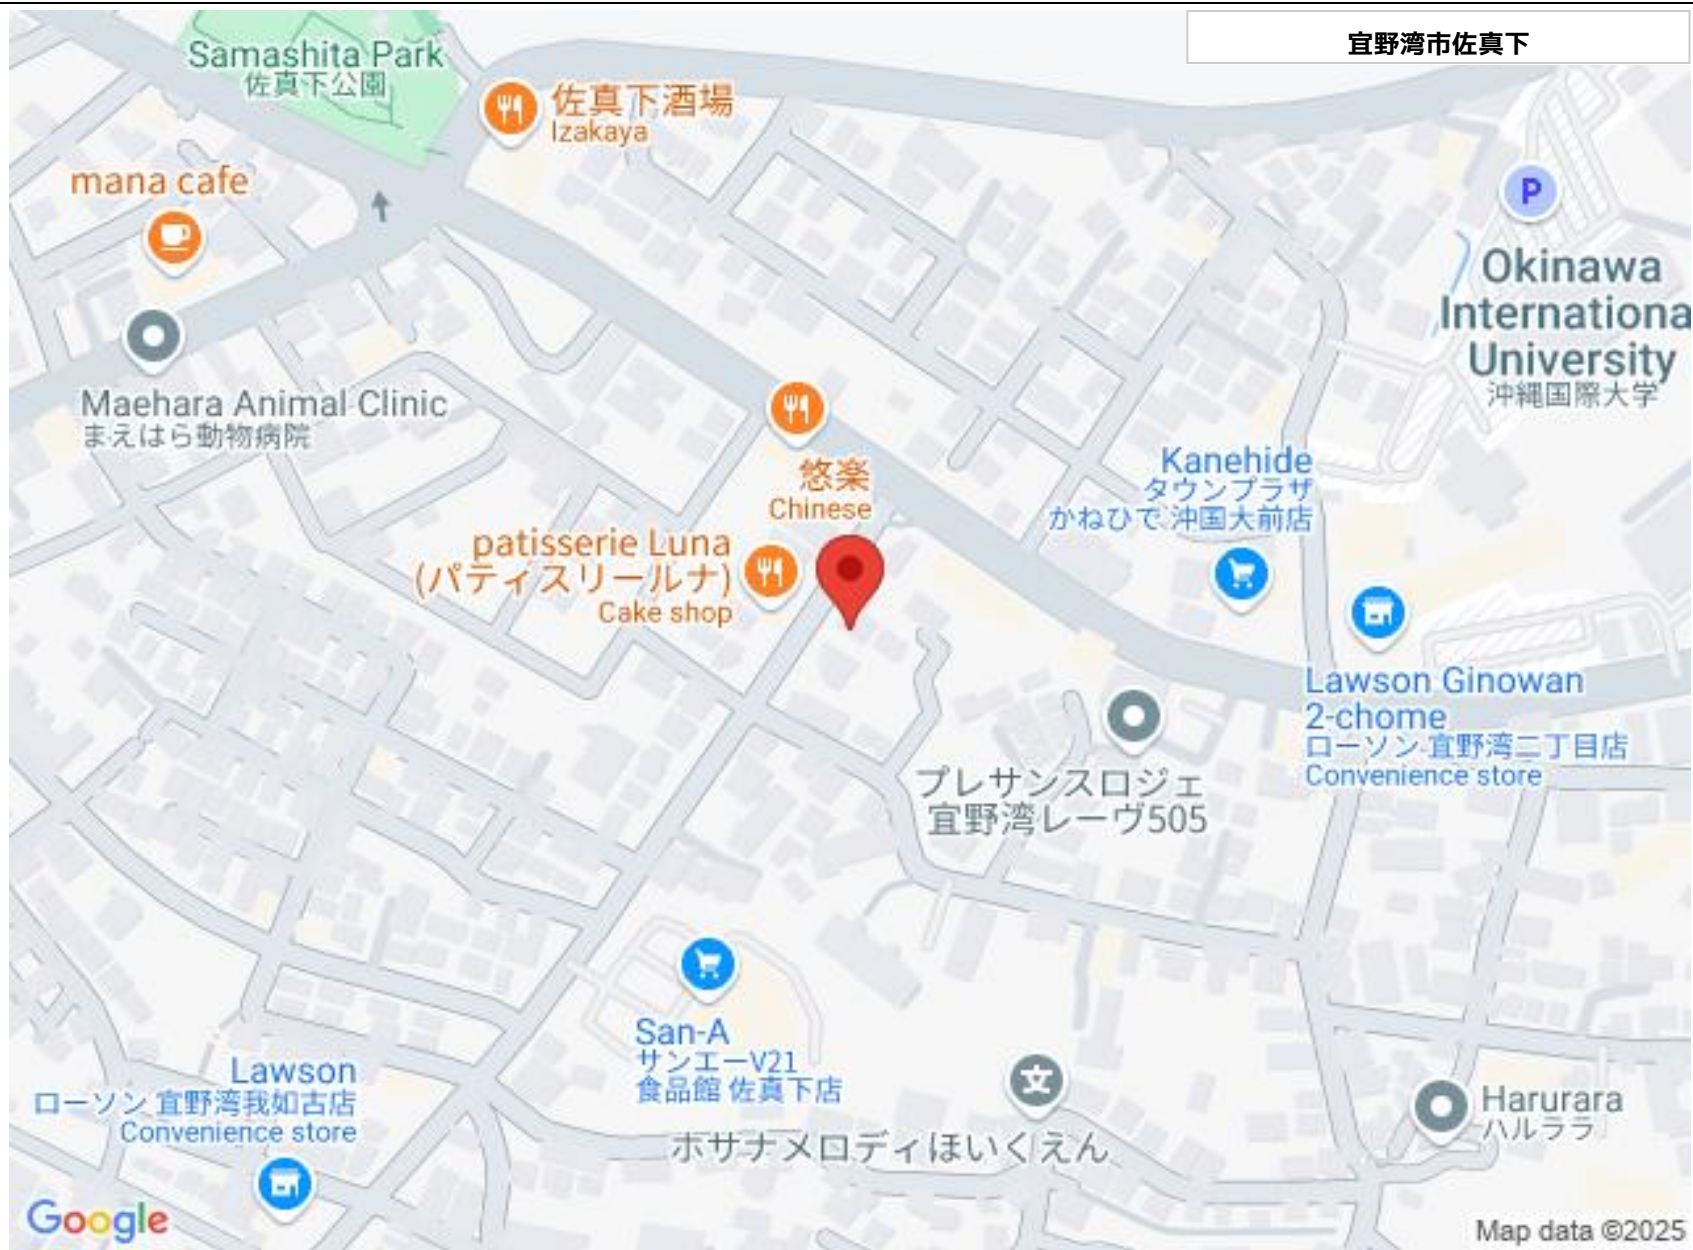 宜野湾市佐真下
Samashita Park
佐真下公園
佐真下酒場
Izakaya
mana cafe
P
Okinawa
Internationa
University
沖縄国際大学
Maehara Animal Clinic
まえはら動物病院
悠楽
Chinese
Kanehide
タウンプラザ
かねひで 沖国大前店
patisserie Luna
(パティスリールナ)
Cake shop
Lawson Ginowan
2-chome
ローソン 宜野湾二丁目店
Convenience store
プレサンスロジェ
宜野湾レーヴ505
San-A
サンエーV21
食品館 佐真下店
Lawson
ローソン 宜野湾我如古店
Convenience store
文
ホサナメロディほいくえん
Harurara
ハルララ
Google
Map data ©2025